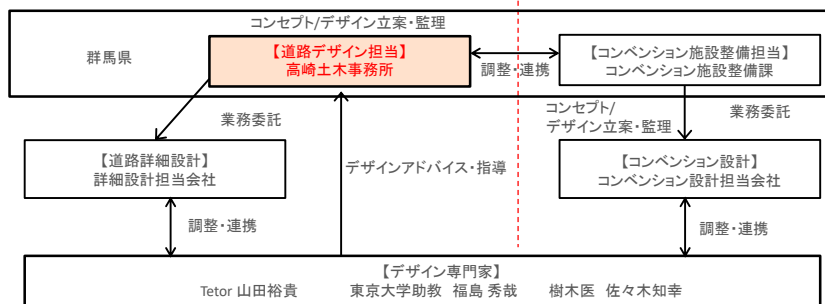 コンセプト/デザイン立案・監理
群馬県
【道路デザイン担当】
高崎土木事務所
調整・連携
【コンベンション施設整備担当】
コンベンション施設整備課
業務委託
コンセプト/
デザイン立案・監理
業務委託
【道路詳細設計】
詳細設計担当会社
デザインアドバイス・指導
【コンベンション設計】
コンベンション設計担当会社
調整・連携
調整・連携
【デザイン専門家】
Tetor 山田裕貴 東京大学助教 福島 秀哉 樹木医 佐々木知幸